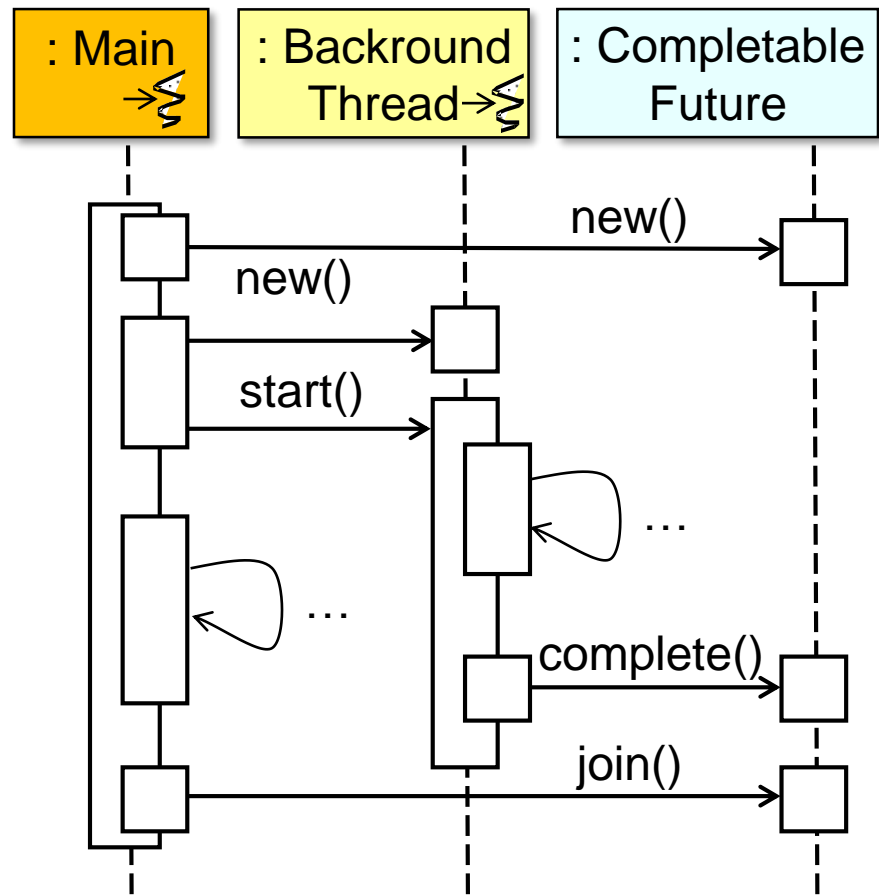 : Main
: Backround
Thread
: Completable
Future
new()
new()
start()
...
...
complete()
join()